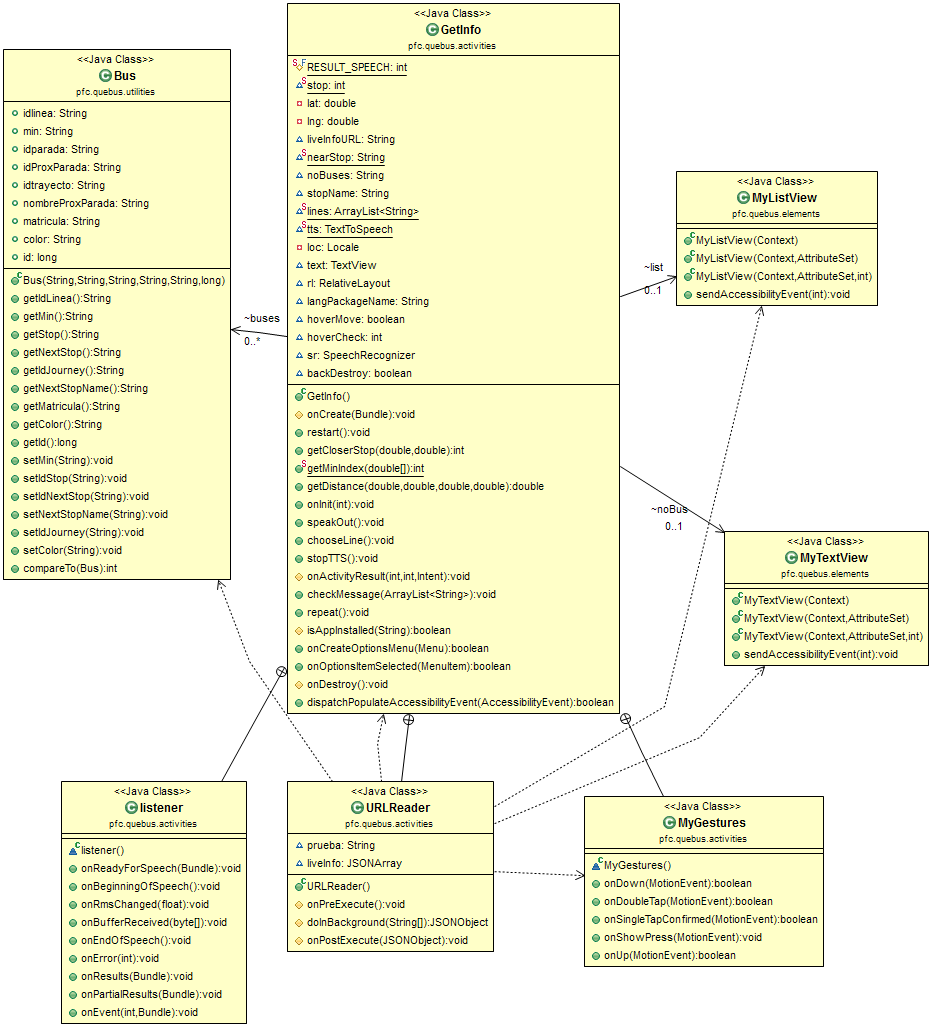 <<Java Class>>
GetInfo
pfc.quebus.activities
RESULT_SPEECH: int
stop: int
lat: double
lng: double
liveInfoURL: String
nearStop: String
noBuses: String
stopName: String
lines: ArrayList<String>
tts: TextToSpeech
loc: Locale
text: TextView
rl: RelativeLayout
langPackageName: String
hoverMove: boolean
hoverCheck: int
sr: SpeechRecognizer
backDestroy: boolean
GetInfo()
onCreate(Bundle):void
restart():void
getCloserStop(double,double):int
getMinIndex(double[]):int
getDistance(double,double,double,double):double
onInit(int):void
speakOut():void
chooseLine():void
stopTTS():void
onActivityResult(int,int,Intent):void
checkMessage(ArrayList<String>):void
repeat():void
isAppInstalled(String):boolean
onCreateOptionsMenu(Menu):boolean
onOptionsItemSelected(MenuItem):boolean
onDestroy():void
dispatchPopulateAccessibilityEvent(AccessibilityEvent):boolean
<<Java Class>>
Bus
pfc.quebus.utilities
idlinea: String
min: String
idparada: String
idProxParada: String
idtrayecto: String
nombreProxParada: String
matricula: String
color: String
id: long
Bus(String,String,String,String,String,long)
getIdLinea():String
getMin():String
getStop():String
getNextStop():String
getIdJourney():String
getNextStopName():String
getMatricula():String
getColor():String
getId():long
setMin(String):void
setIdStop(String):void
setIdNextStop(String):void
setNextStopName(String):void
setIdJourney(String):void
setColor(String):void
compareTo(Bus):int
~buses
0..*
~list
0..1
<<Java Class>>
MyListView
pfc.quebus.elements
MyListView(Context)
MyListView(Context,AttributeSet)
MyListView(Context,AttributeSet,int)
sendAccessibilityEvent(int):void
~noBus
0..1
<<Java Class>>
MyTextView
pfc.quebus.elements
MyTextView(Context)
MyTextView(Context,AttributeSet)
MyTextView(Context,AttributeSet,int)
sendAccessibilityEvent(int):void
<<Java Class>>
listener
pfc.quebus.activities
listener()
onReadyForSpeech(Bundle):void
onBeginningOfSpeech():void
onRmsChanged(float):void
onBufferReceived(byte[]):void
onEndOfSpeech():void
onError(int):void
onResults(Bundle):void
onPartialResults(Bundle):void
onEvent(int,Bundle):void
<<Java Class>>
URLReader
pfc.quebus.activities
prueba: String
liveInfo: JSONArray
URLReader()
onPreExecute():void
doInBackground(String[]):JSONObject
onPostExecute(JSONObject):void
<<Java Class>>
MyGestures
pfc.quebus.activities
MyGestures()
onDown(MotionEvent):boolean
onDoubleTap(MotionEvent):boolean
onSingleTapConfirmed(MotionEvent):boolean
onShowPress(MotionEvent):void
onUp(MotionEvent):boolean